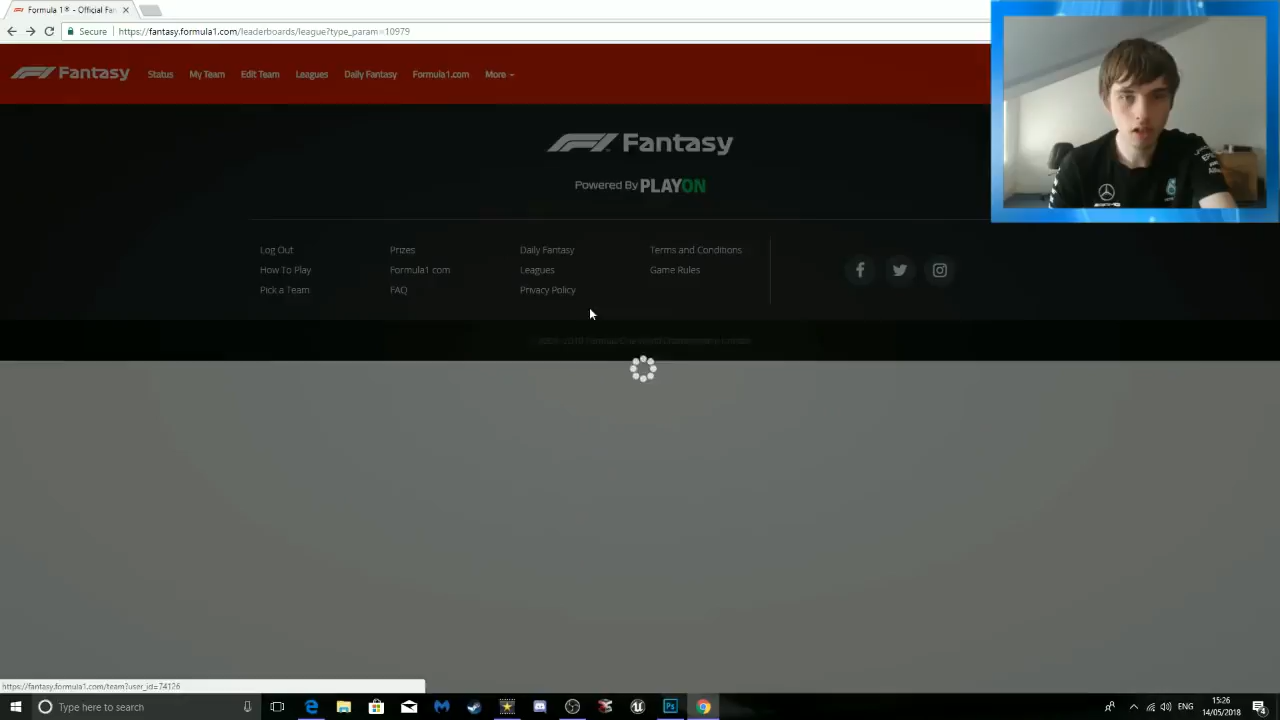 Formula 1® - Official Fan
Secure
https://fantasy.formula1.com/leaderboards/league?type_param=10979
F1 Fantasy
Status
My Team
Edit Team
Leagues
Daily Fantasy
Formula1.com
More
F1 Fantasy
Powered By PLAYON
Log Out
Prizes
Daily Fantasy
Terms and Conditions
How To Play
Formula1 com
Leagues
Game Rules
Pick a Team
FAQ
Privacy Policy
https://fantasy.formula1.com/team?user_id=74126
Type here to search
ENG
15:26
14/05/2018